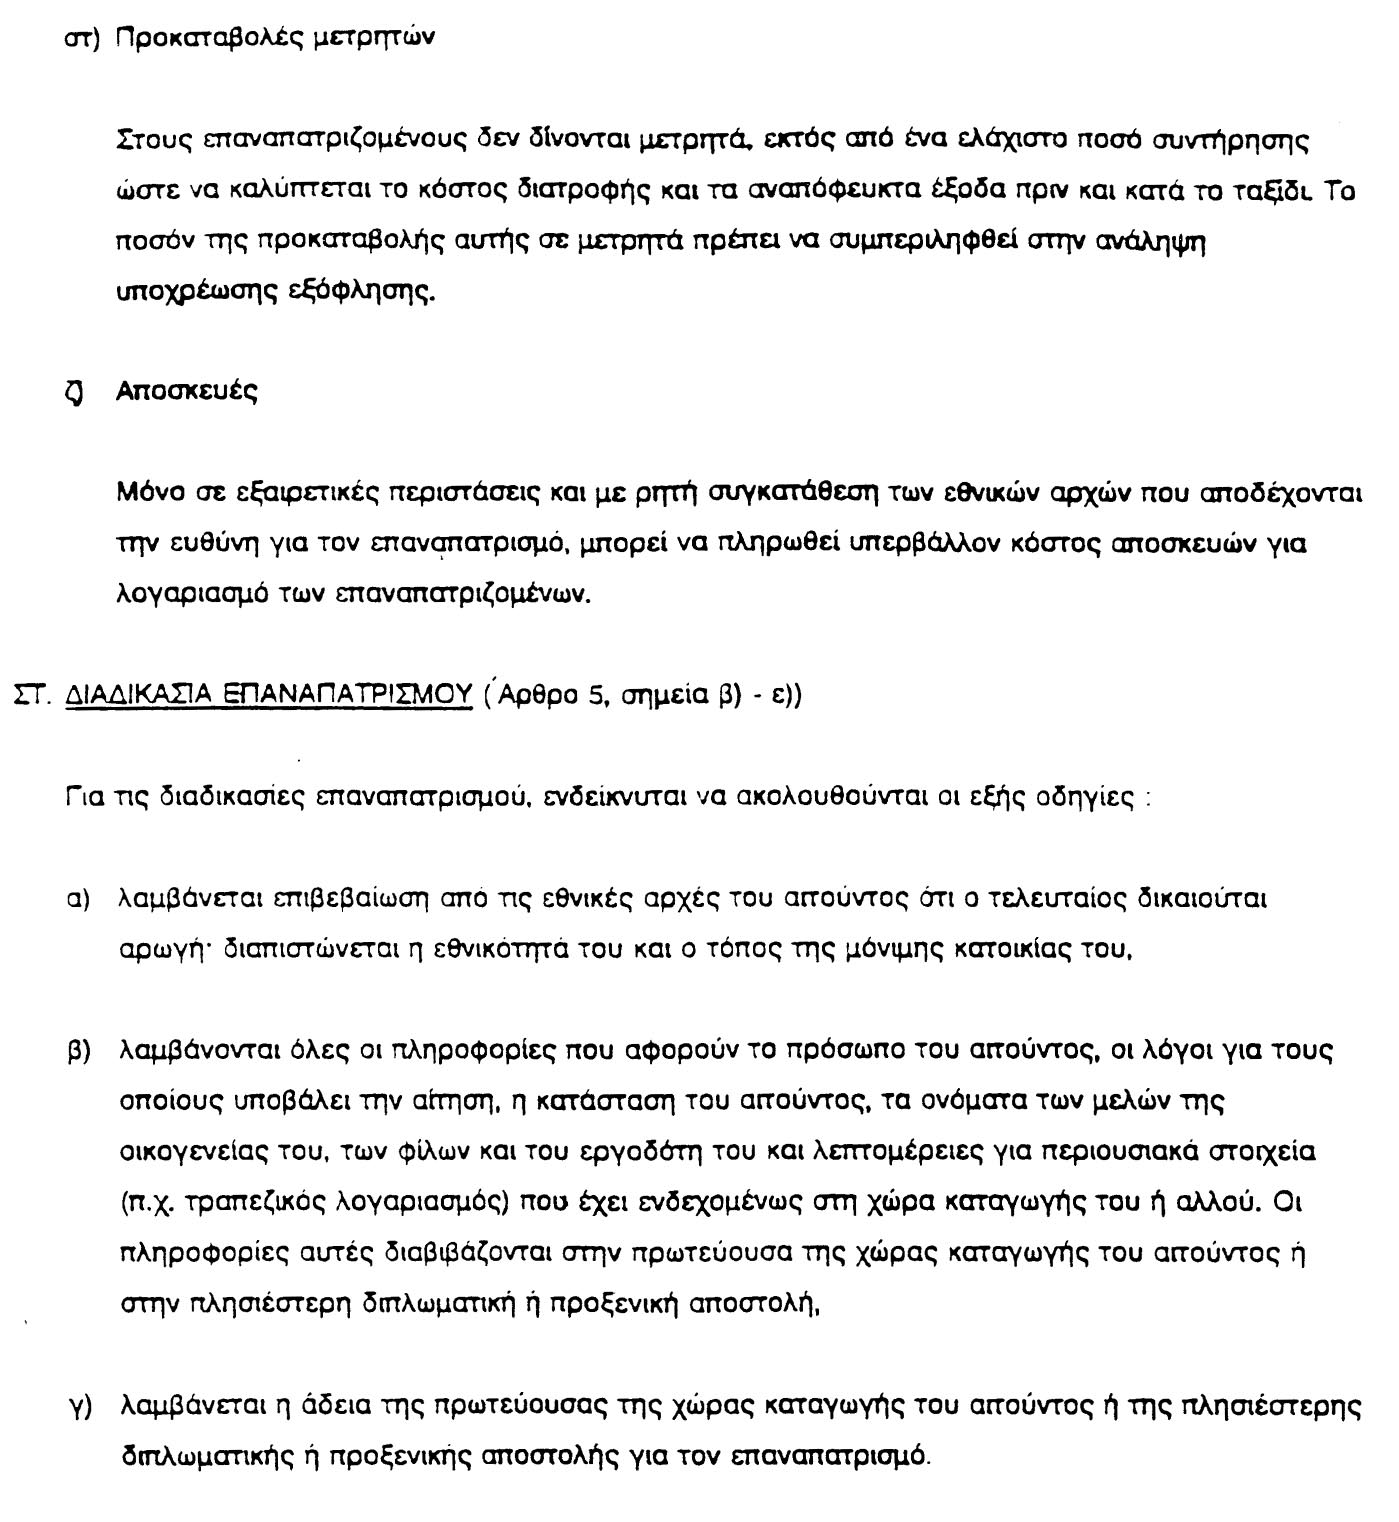 στ) Προκαταβολές μετρητών
Στους επαναπατριζομένους δεν δίνονται μετρητά, εκτός από ένα ελάχιστο ποσό συντήρησης
ώστε να καλύπτεται το κόστος διατροφής και τα αναπόφευκτα έξοδα πριν και κατά το ταξίδι. Το
ποσόν της προκαταβολής αυτής σε μετρητά πρέπει να συμπεριληφθεί στην ανάληψη
υποχρέωσης εξόφλησης.
ζ) Αποσκευές
Μόνο σε εξαιρετικές περιστάσεις και με ρητή συγκατάθεση των εθνικών αρχών που αποδέχονται
την ευθύνη για τον επαναπατρισμό, μπορεί να πληρωθεί υπερβάλλον κόστος αποσκευών για
λογαριασμό των επαναπατριζομένων.
ΣΤ. ΔΙΑΔΙΚΑΣΙΑ ΕΠΑΝΑΠΑΤΡΙΣΜΟΥ (Άρθρο 5, σημεία β) - ε))
Για τις διαδικασίες επαναπατρισμού, ενδείκνυται να ακολουθούνται οι εξής οδηγίες :
α) λαμβάνεται επιβεβαίωση από τις εθνικές αρχές του αιτούντος ότι ο τελευταίος δικαιούται
αρωγή· διαπιστώνεται η εθνικότητά του και ο τόπος της μόνιμης κατοικίας του,
β) λαμβάνονται όλες οι πληροφορίες που αφορούν το πρόσωπο του αιτούντος, οι λόγοι για τους
οποίους υποβάλει την αίτηση, η κατάσταση του αιτούντος, τα ονόματα των μελών της
οικογενείας του, των φίλων και του εργοδότη του και λεπτομέρειες για περιουσιακά στοιχεία
(π.χ. τραπεζικός λογαριασμός) που έχει ενδεχομένως στη χώρα καταγωγής του ή αλλού. Οι
πληροφορίες αυτές διαβιβάζονται στην πρωτεύουσα της χώρας καταγωγής του αιτούντος ή
στην πλησιέστερη διπλωματική ή προξενική αποστολή,
γ) λαμβάνεται η άδεια της πρωτεύουσας της χώρας καταγωγής του αιτούντος ή της πλησιέστερης
διπλωματικής ή προξενικής αποστολής για τον επαναπατρισμό.